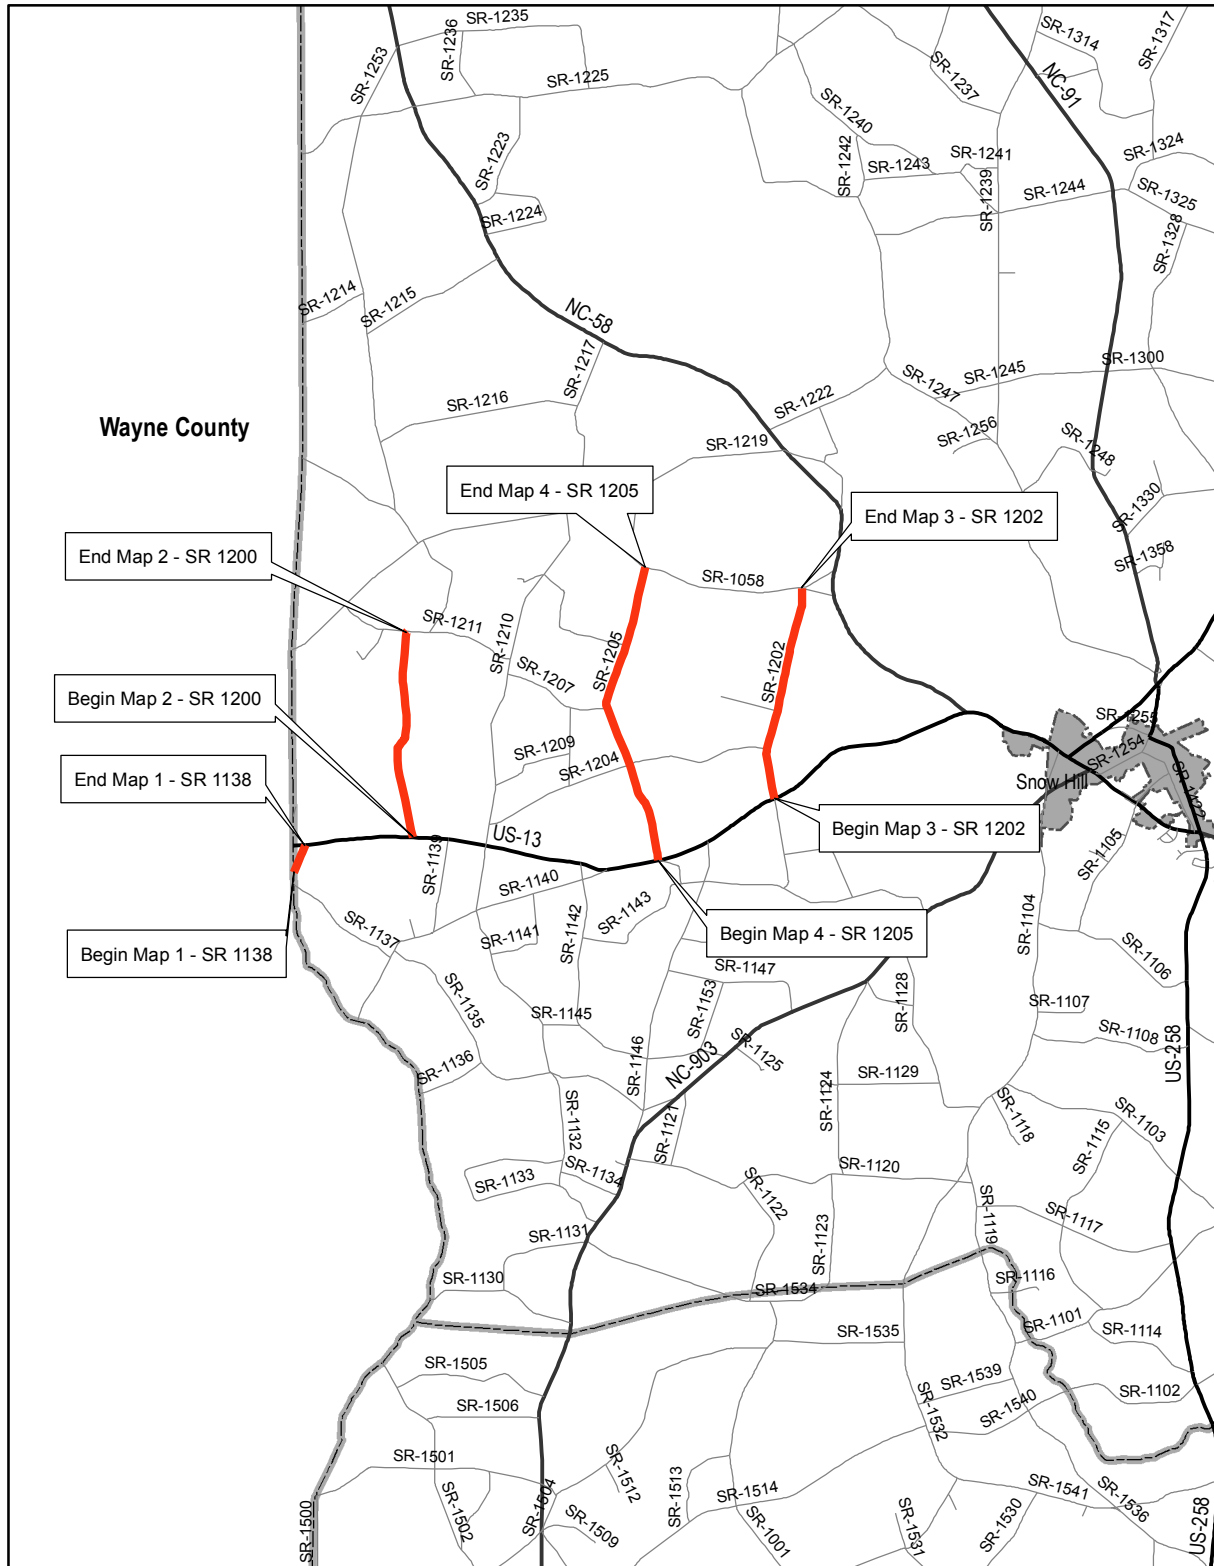 SR-1235
SR-1236
SR-1253
SR-1225
SR-1314
SR-1317
NC-91
SR-1237
SR-1240
SR-1223
SR-1242
SR-1243
SR-1241
SR-1239
SR-1324
SR-1244
SR-1325
SR-1328
SR-1224
SR-1214
SR-1215
NC-58
SR-1217
SR-1216
SR-1222
SR-1247
SR-1245
SR-1300
Wayne County
SR-1219
SR-1256
SR-1248
End Map 4 - SR 1205
End Map 3 - SR 1202
SR-1330
SR-1358
End Map 2 - SR 1200
SR-1058
SR-1211
SR-1210
SR-1205
SR-1202
SR-1207
Begin Map 2 - SR 1200
SR-1209
SR-1204
SR-1255
SR-1254
SR-1422
Snow Hill
End Map 1 - SR 1138
US-13
Begin Map 3 - SR 1202
SR-1139
SR-1105
SR-1140
SR-1142
SR-1143
SR-1141
SR-1137
Begin Map 4 - SR 1205
SR-1104
Begin Map 1 - SR 1138
SR-1106
SR-1147
SR-1153
SR-1128
SR-1135
SR-1145
SR-1107
SR-1108
US-258
SR-1146
NC-903
SR-1125
SR-1136
SR-1124
SR-1129
SR-1132
SR-1121
SR-1118
SR-1115
SR-1103
SR-1133
SR-1134
SR-1120
SR-1122
SR-1123
SR-1119
SR-1117
SR-1131
SR-1130
SR-1534
SR-1116
SR-1101
SR-1114
SR-1535
SR-1505
SR-1539
SR-1102
SR-1506
SR-1540
SR-1532
SR-1501
SR-1512
SR-1513
SR-1514
SR-1541
SR-1536
SR-1500
SR-1502
SR-1504
SR-1509
SR-1001
SR-1531
SR-1530
US-258